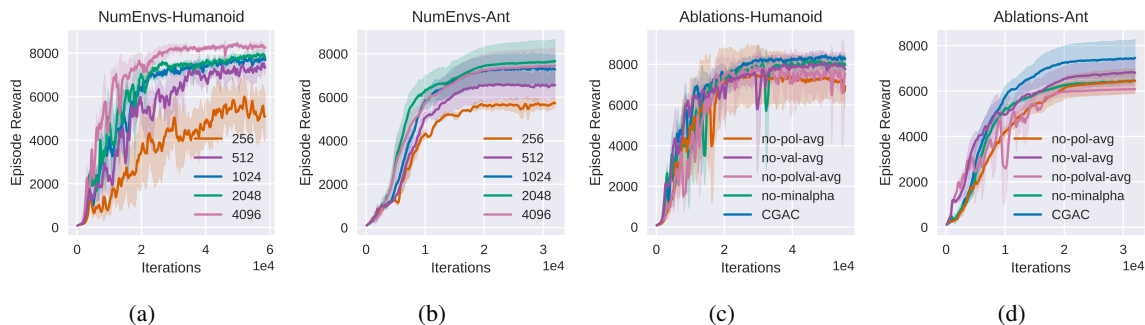 NumEnvs-Humanoid
8000
6000
4000
2000
0
Episode Reward
256
512
1024
2048
4096
0
2
4
6
Iterations
1e4
(a)
NumEnvs-Ant
8000
6000
4000
2000
0
Episode Reward
256
512
1024
2048
4096
0
1
2
3
Iterations
1e4
(b)
Ablations-Humanoid
8000
6000
4000
2000
0
Episode Reward
no-pol-avg
no-val-avg
no-polval-avg
no-minalpha
CGAC
0
2
4
Iterations
1e4
(c)
Ablations-Ant
8000
6000
4000
2000
0
Episode Reward
no-pol-avg
no-val-avg
no-polval-avg
no-minalpha
CGAC
0
1
2
3
Iterations
1e4
(d)